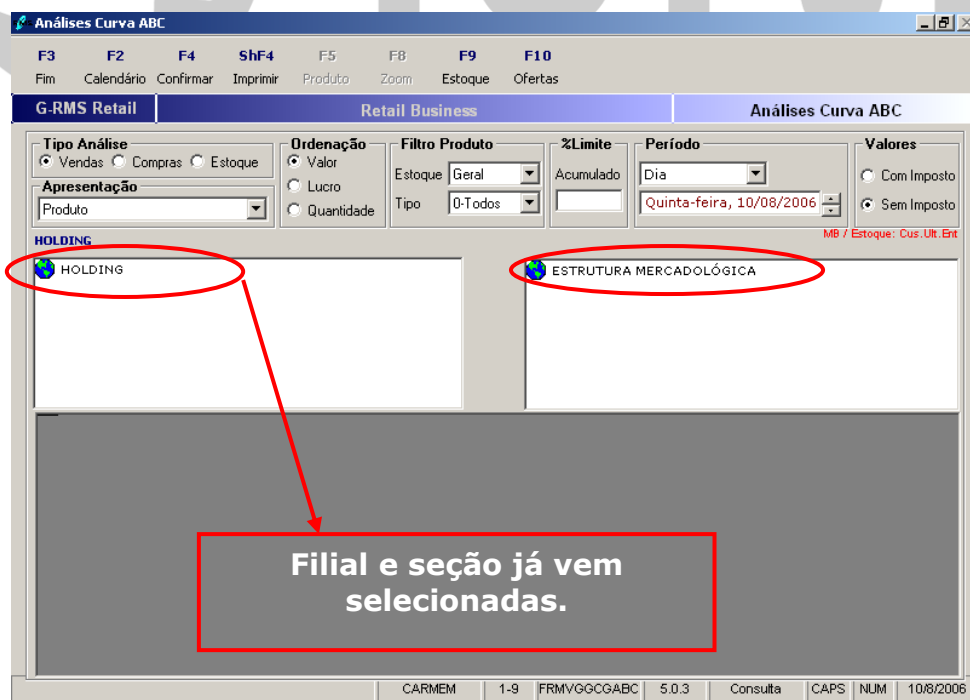 Análises Curva ABC
F3 F2 F4 ShF4 F5 F8 F9 F10
Fim Calendário Confirmar Imprimir Produto Zoom Estoque Ofertas
G-RMS Retail Retail Business Análises Curva ABC
Tipo Análise Ordenação Filtro Produto %Limite Período Valores
Vendas Compras Estoque Valor Estoque Geral Acumulado Dia Com Imposto
Apresentação Lucro
Produto Quantidade Tipo 0-Todos Quinta-feira, 10/08/2006 Sem Imposto
HOLDING MB / Estoque: Cus.Ult.Ent
HOLDING ESTRUTURA MERCADOLÓGICA
Filial e seção já vem
selecionadas.
CARMEM 1-9 FRMVGGCGABC 5.0.3 Consulta CAPS NUM 10/8/2006